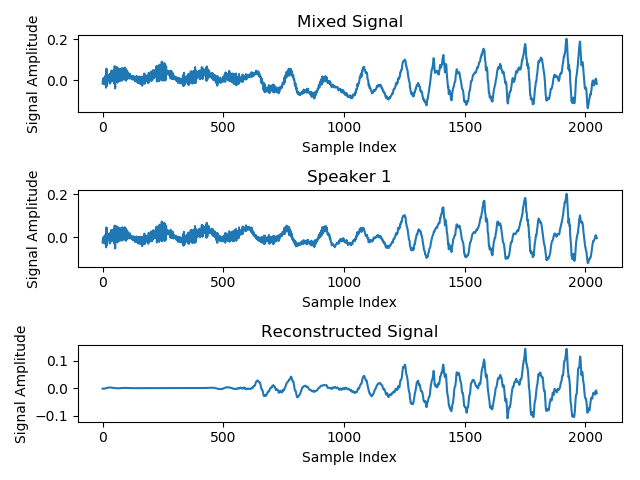 Mixed Signal
Signal Amplitude
0.2
0.0
0 500 1000 1500 2000
Sample Index
Speaker 1
Signal Amplitude
0.2
0.0
0 500 1000 1500 2000
Sample Index
Reconstructed Signal
Signal Amplitude
0.1
0.0
−0.1
0 500 1000 1500 2000
Sample Index